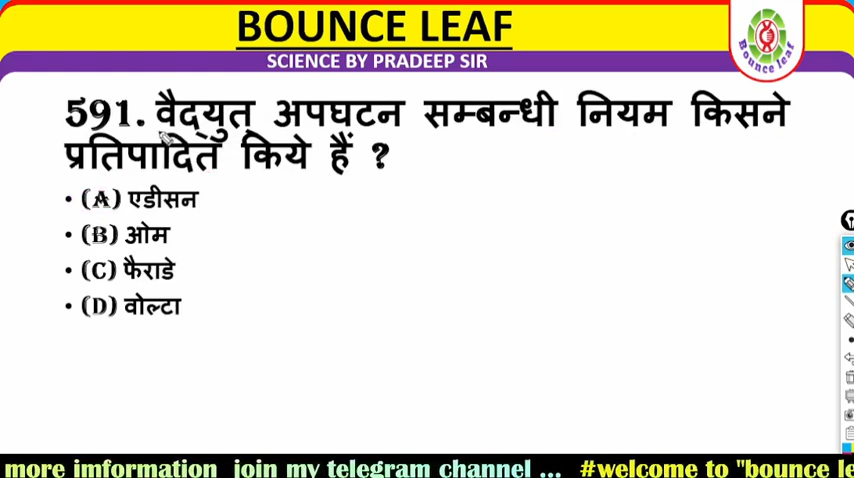 BOUNCE LEAF
SCIENCE BY PRADEEP SIR
Bounce leaf
591. वैद्युत् अपघटन सम्बन्धी नियम किसने
प्रतिपादित किये हैं ?
• (A) एडीसन
• (B) ओम
• (C) फैराडे
• (D) वोल्टा
more imformation join my telegram channel ... #welcome to "bounce le